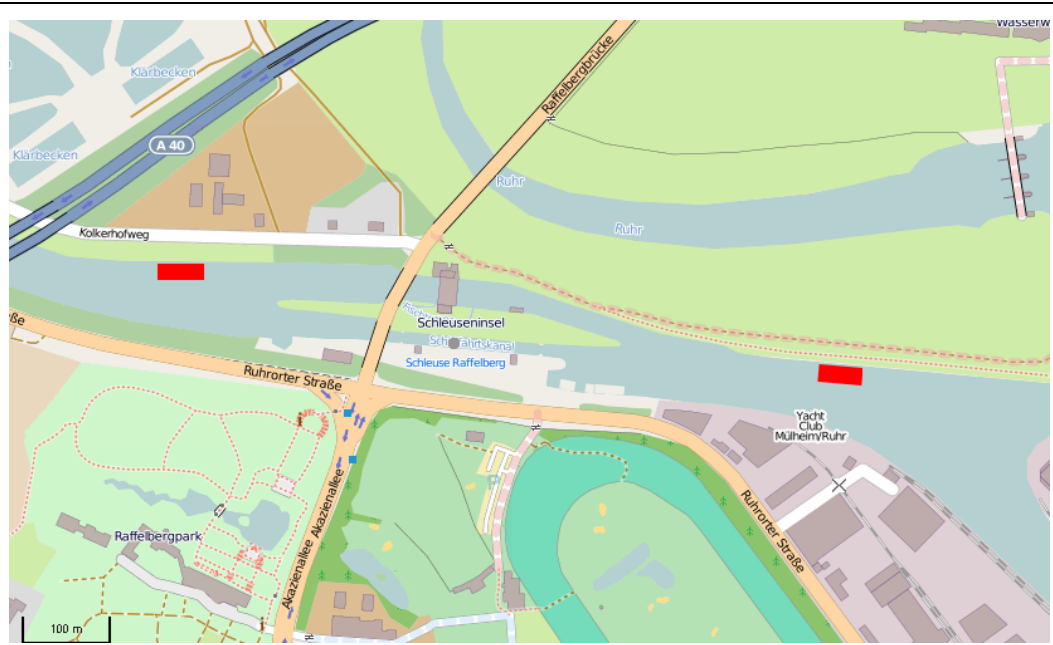 Wasserw
Klärbecken
Raffelbergbrücke
A 40
Klärbecken
Ruhr
Ruhr
Kolkerhofweg
Schleuseninsel
Schleuse Raffelberg
Ruhrorter Straße
Yacht
Club
Mülheim/Ruhr
Akazienallee
Akazienallee
Ruhrorter Straße
Raffelbergpark
100 m